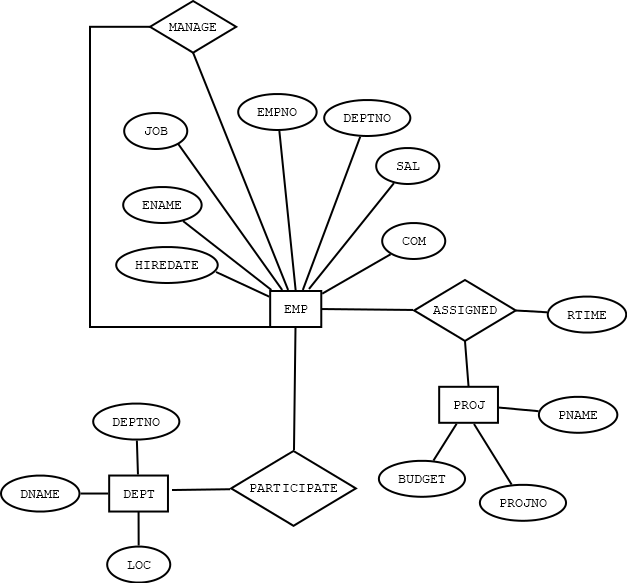 MANAGE
EMPNO
DEPTNO
JOB
SAL
ENAME
COM
HIREDATE
EMP
ASSIGNED
RTIME
PROJ
PNAME
DEPTNO
BUDGET
PARTICIPATE
DNAME
DEPT
PROJNO
LOC